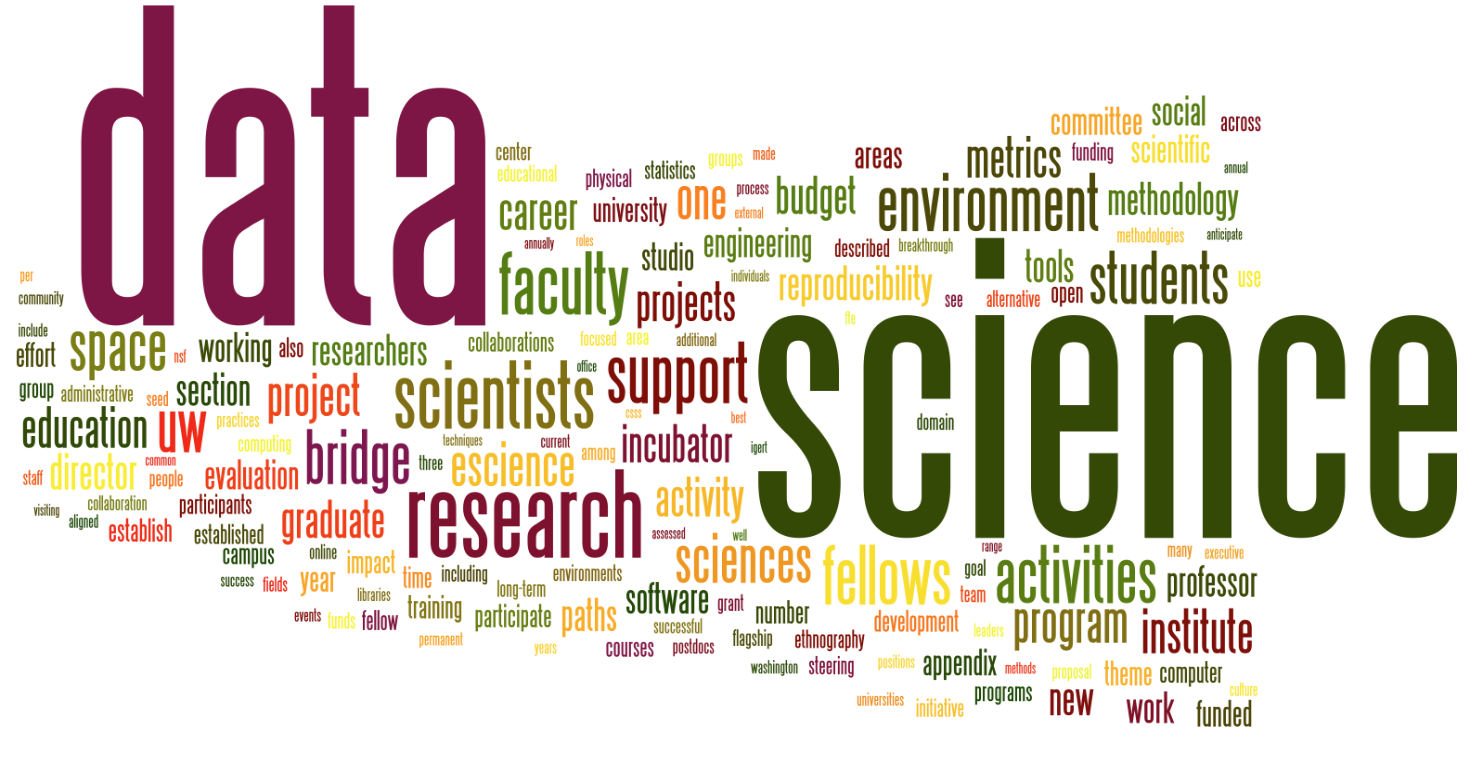 data
science
committee
social
across
center
educational
physical
statistics
groups
made
areas
metrics
funding
scientific
annual
career
university
one
process
external
budget
environment
methodology
annually
roles
studio
engineering
described
breakthrough
methodologies
anticipate
per
community
faculty
projects
individuals
reproducibility
see
alternative
open
tools
students
use
include
effort
space
nsf
working
also
researchers
collaborations
focused
area
additional
fte
group
administrative
seed
section
project
scientists
office
support
education
uw
practices
computing
bridge
techniques
current
csss
best
incubator
igert
domain
staff
director
common
people
evaluation
three
escience
among
visiting
collaboration
aligned
participants
establish
established
graduate
research
activity
assessed
well
campus
online
impact
success
fields
year
libraries
time
including
environments
long-term
sciences
fellows
range
goal
activities
many
executive
professor
team
events
funds
fellow
training
participate
paths
software
grant
number
development
leaders
program
institute
permanent
years
courses
successful
postdocs
flagship
ethnography
washington
steering
positions
appendix
methods
proposal
theme
computer
culture
universities
initiative
programs
new
work
funded